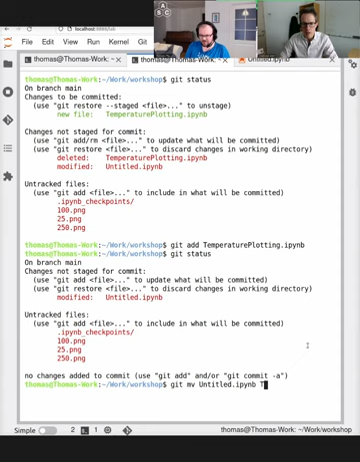 localhost:8888/lab
File Edit View Run Kernel Git
thomas@Thomas-Work: ~ thomas@Thomas-Work: ~ Untitled.ipynb
thomas@Thomas-Work:~/Work/workshop$ git status
On branch main
Changes to be committed:
(use "git restore --staged <file>..." to unstage)
new file: TemperaturePlotting.ipynb
Changes not staged for commit:
(use "git add/rm <file>..." to update what will be committed)
(use "git restore <file>..." to discard changes in working directory)
deleted: TemperaturePlotting.ipynb
modified: Untitled.ipynb
Untracked files:
(use "git add <file>..." to include in what will be committed)
.ipynb_checkpoints/
100.png
25.png
250.png
thomas@Thomas-Work:~/Work/workshop$ git add TemperaturePlotting.ipynb
thomas@Thomas-Work:~/Work/workshop$ git status
On branch main
Changes not staged for commit:
(use "git add <file>..." to update what will be committed)
(use "git restore <file>..." to discard changes in working directory)
modified: Untitled.ipynb
Untracked files:
(use "git add <file>..." to include in what will be committed)
.ipynb_checkpoints/
100.png
25.png
250.png
no changes added to commit (use "git add" and/or "git commit -a")
thomas@Thomas-Work:~/Work/workshop$ git mv Untitled.ipynb T
Simple 2 1 thomas@Thomas-Work: ~/Work/workshop